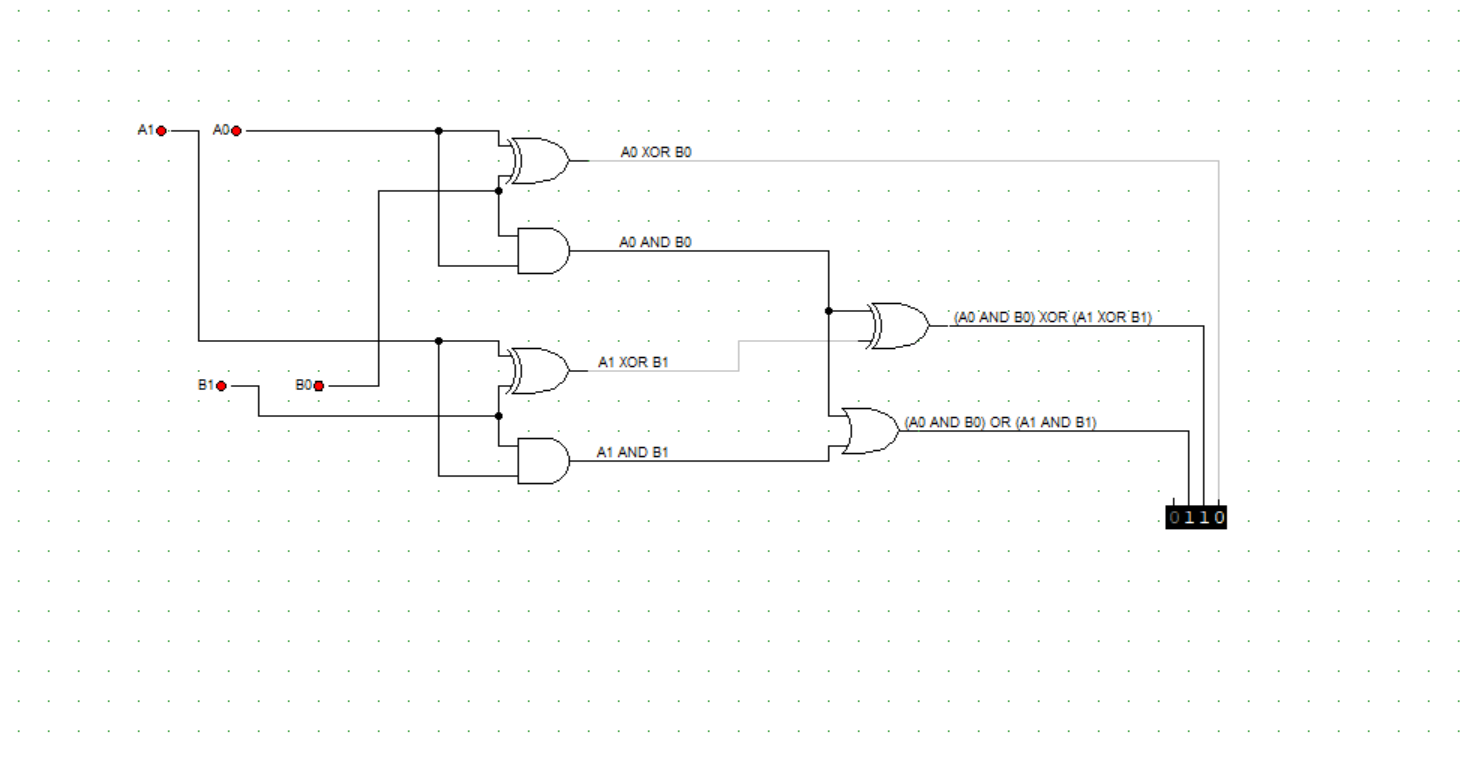 A1
A0
A0 XOR B0
A0 AND B0
(A0 AND B0) XOR (A1 XOR B1)
A1 XOR B1
B1
B0
(A0 AND B0) OR (A1 AND B1)
A1 AND B1
0110